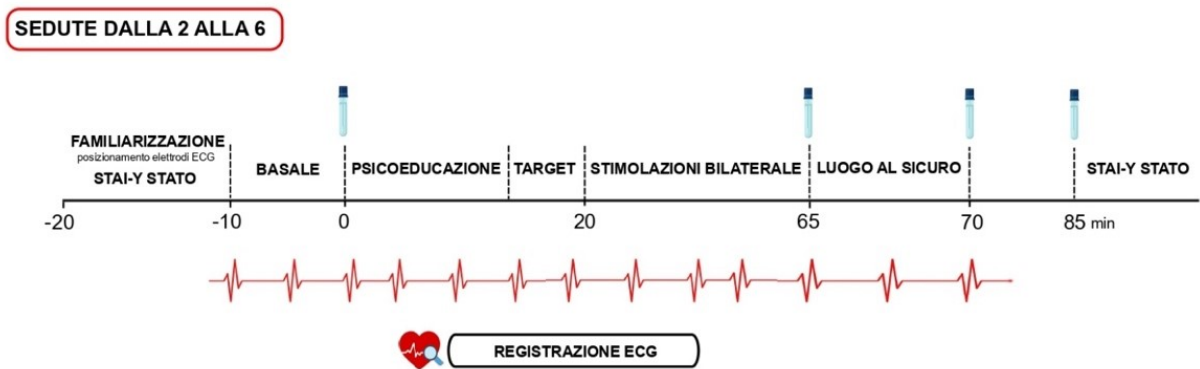 SEDUTE DALLA 2 ALLA 6
FAMILIARIZZAZIONE
posizionamento elettrodi ECG
STAI-Y STATO
BASALE
PSICOEDUCAZIONE
TARGET
STIMOLAZIONI BILATERALE
LUOGO AL SICURO
STAI-Y STATO
-20 -10 0 20 65 70 85 min
REGISTRAZIONE ECG